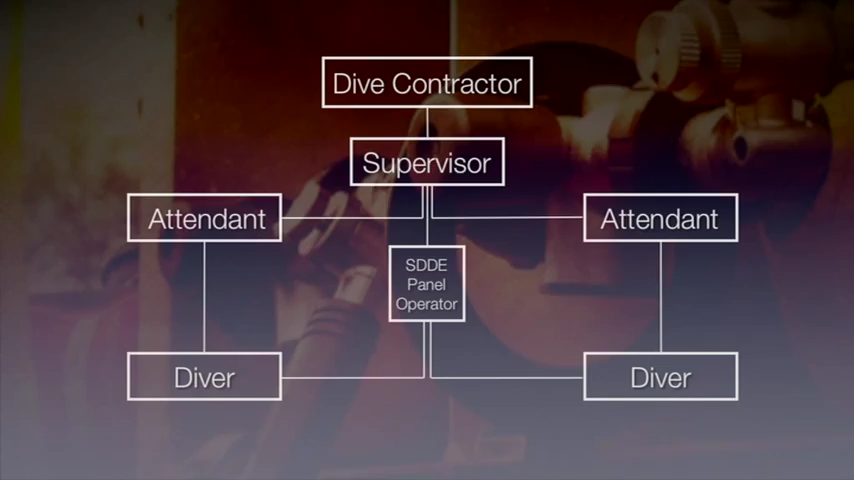 Dive Contractor
Supervisor
Attendant
Attendant
SDDE
Panel
Operator
Diver
Diver